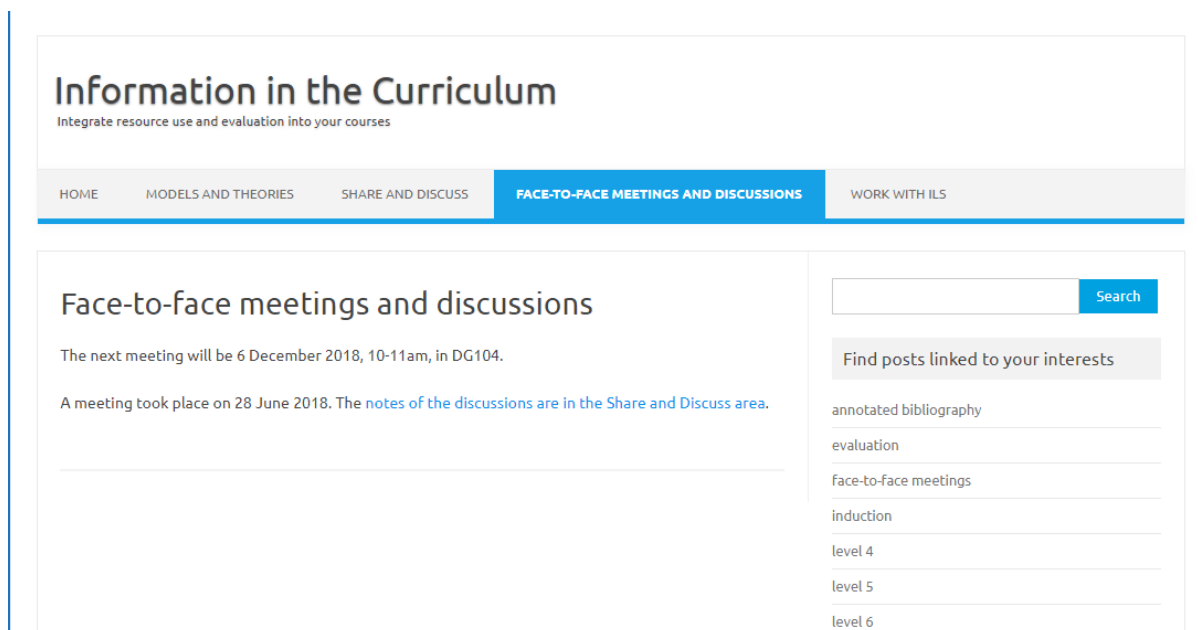 Information in the Curriculum
Integrate resource use and evaluation into your courses
HOME MODELS AND THEORIES SHARE AND DISCUSS FACE-TO-FACE MEETINGS AND DISCUSSIONS WORK WITH ILS
Face-to-face meetings and discussions
The next meeting will be 6 December 2018, 10-11am, in DG104.
A meeting took place on 28 June 2018. The notes of the discussions are in the Share and Discuss area.
Search
Find posts linked to your interests
annotated bibliography
evaluation
face-to-face meetings
induction
level 4
level 5
level 6